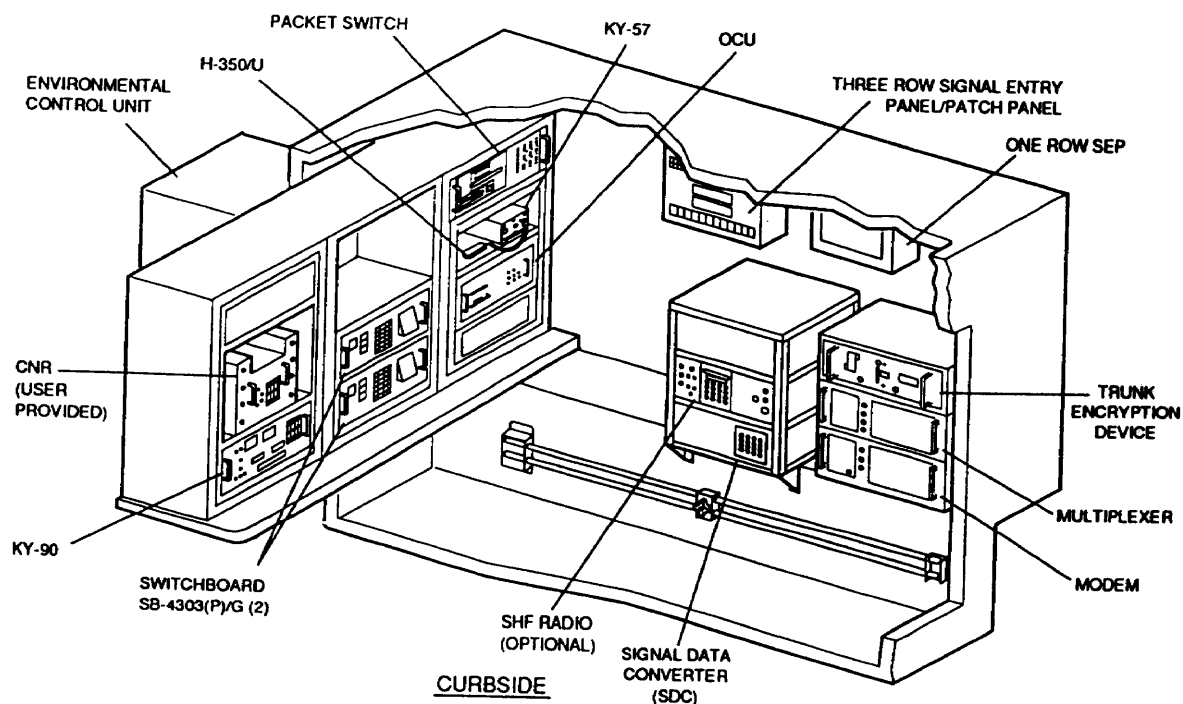 PACKET SWITCH
KY-57
OCU
H-350/U
ENVIRONMENTAL
CONTROL UNIT
THREE ROW SIGNAL ENTRY
PANEL/PATCH PANEL
ONE ROW SEP
CNR
(USER
PROVIDED)
TRUNK
ENCRYPTION
DEVICE
MULTIPLEXER
KY-90
MODEM
SWITCHBOARD
SB-4303(P)/G (2)
SHF RADIO
(OPTIONAL)
SIGNAL DATA
CONVERTER
(SDC)
CURBSIDE